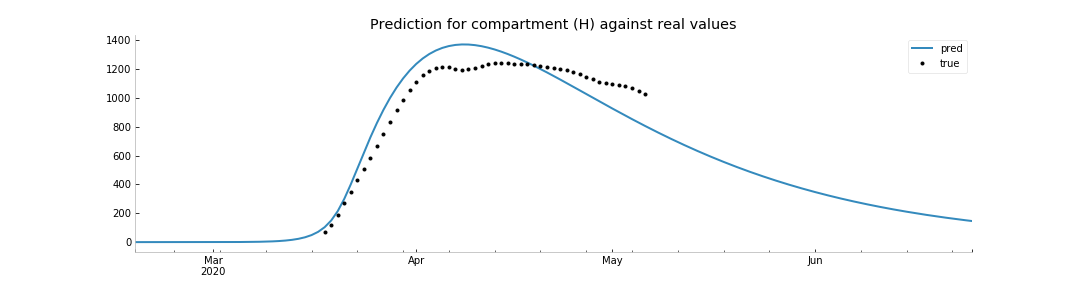 Prediction for compartment (H) against real values
1400
1200
1000
800
600
400
200
0
pred
true
Mar
2020
Apr
May
Jun